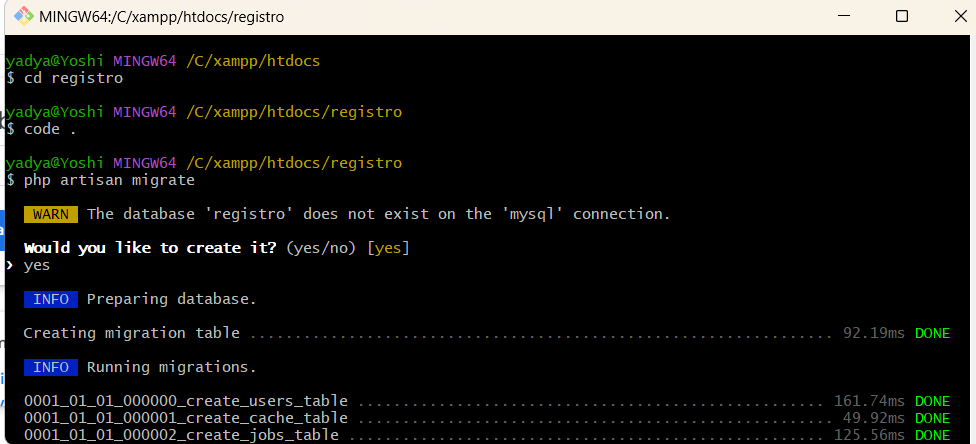 MINGW64:/C/xampp/htdocs/registro
yadya@Yoshi MINGW64 /C/xampp/htdocs
$ cd registro
yadya@Yoshi MINGW64 /C/xampp/htdocs/registro
$ code .
yadya@Yoshi MINGW64 /C/xampp/htdocs/registro
$ php artisan migrate
WARN The database 'registro' does not exist on the 'mysql' connection.
Would you like to create it? (yes/no) [yes]
❯ yes
INFO Preparing database.
Creating migration table ................................................................ 92.19ms DONE
INFO Running migrations.
0001_01_01_000000_create_users_table .................................................... 161.74ms DONE
0001_01_01_000001_create_cache_table ..................................................... 49.92ms DONE
0001_01_01_000002_create_jobs_table ..................................................... 125.56ms DONE